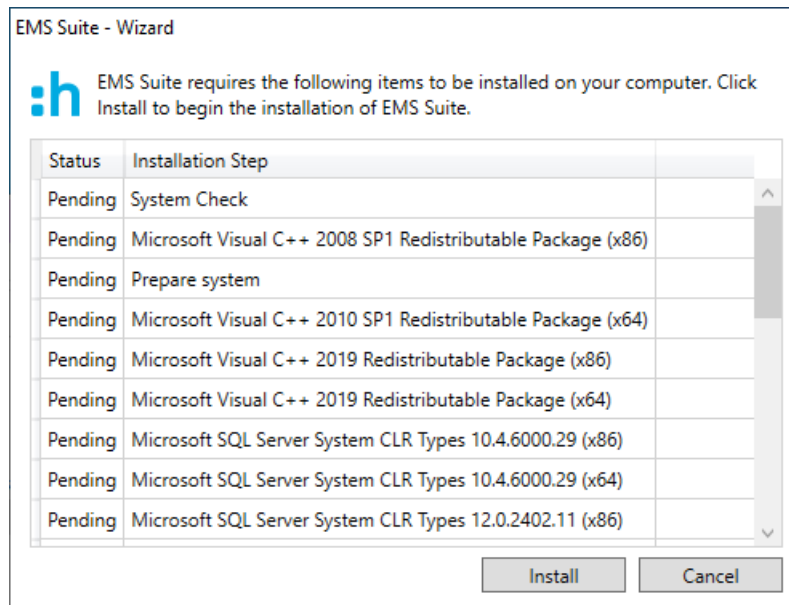 EMS Suite - Wizard
:h
EMS Suite requires the following items to be installed on your computer. Click
Install to begin the installation of EMS Suite.
Status Installation Step
Pending System Check
Pending Microsoft Visual C++ 2008 SP1 Redistributable Package (x86)
Pending Prepare system
Pending Microsoft Visual C++ 2010 SP1 Redistributable Package (x64)
Pending Microsoft Visual C++ 2019 Redistributable Package (x86)
Pending Microsoft Visual C++ 2019 Redistributable Package (x64)
Pending Microsoft SQL Server System CLR Types 10.4.6000.29 (x86)
Pending Microsoft SQL Server System CLR Types 10.4.6000.29 (x64)
Pending Microsoft SQL Server System CLR Types 12.0.2402.11 (x86)
Install Cancel